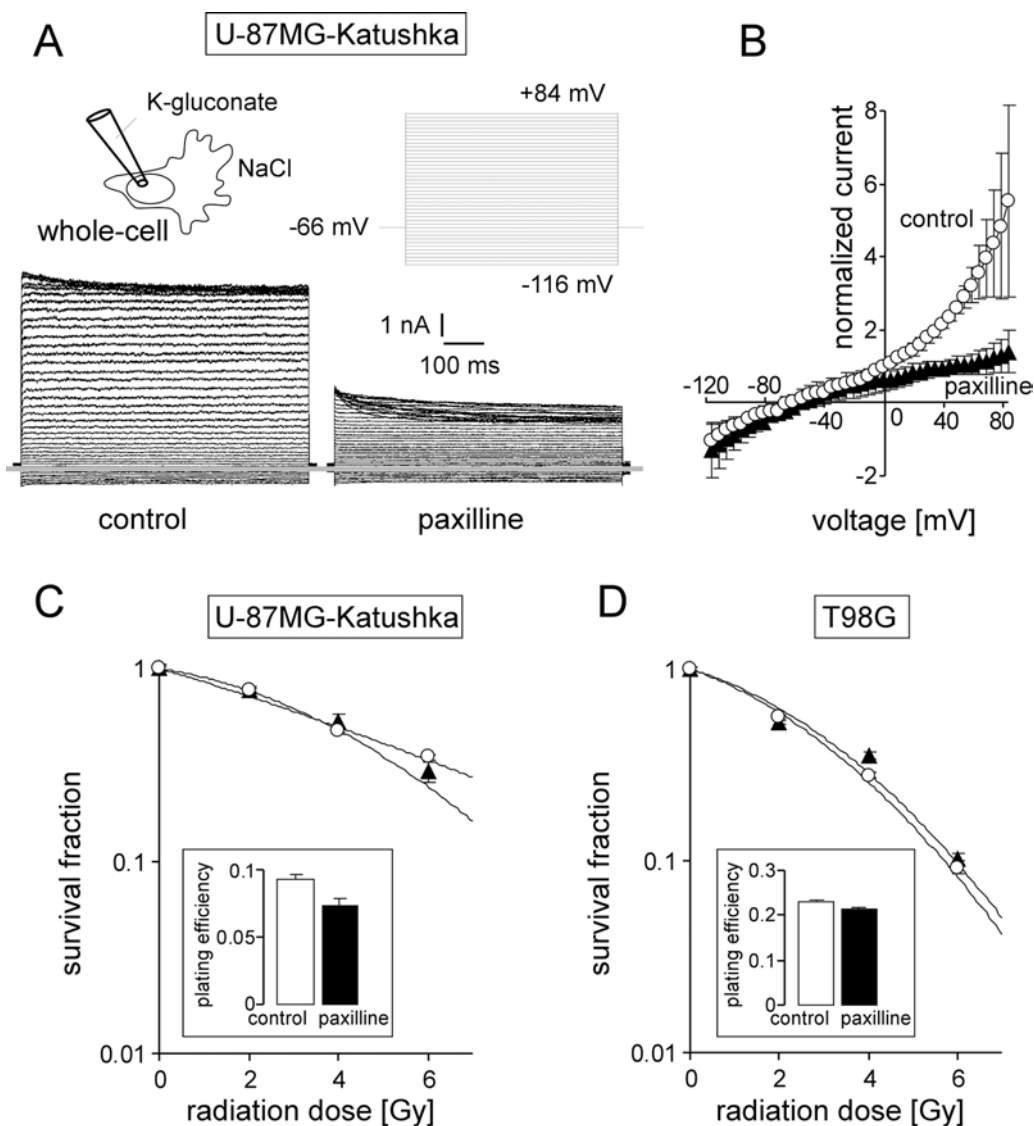 A
U-87MG-Katushka
B
K-gluconate
NaCl
whole-cell
+84 mV
-66 mV
-116 mV
1 nA
100 ms
control
paxilline
normalized current
8
6
4
2
-2
control
paxilline
-120
-80
-40
0
40
80
voltage [mV]
C
U-87MG-Katushka
D
T98G
survival fraction
1
0.1
0.01
plating efficiency
0.1
0.05
0
control
paxilline
0
2
4
6
radiation dose [Gy]
survival fraction
1
0.1
0.01
plating efficiency
0.3
0.2
0.1
0
control
paxilline
0
2
4
6
radiation dose [Gy]